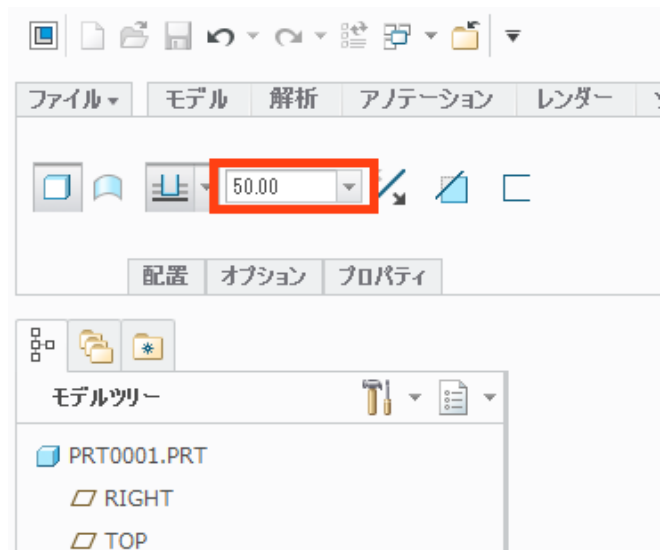 ファイル モデル 解析 アノテーション レンダー
50.00
配置 オプション プロパティ
モデルツリー
PRT0001.PRT
RIGHT
TOP